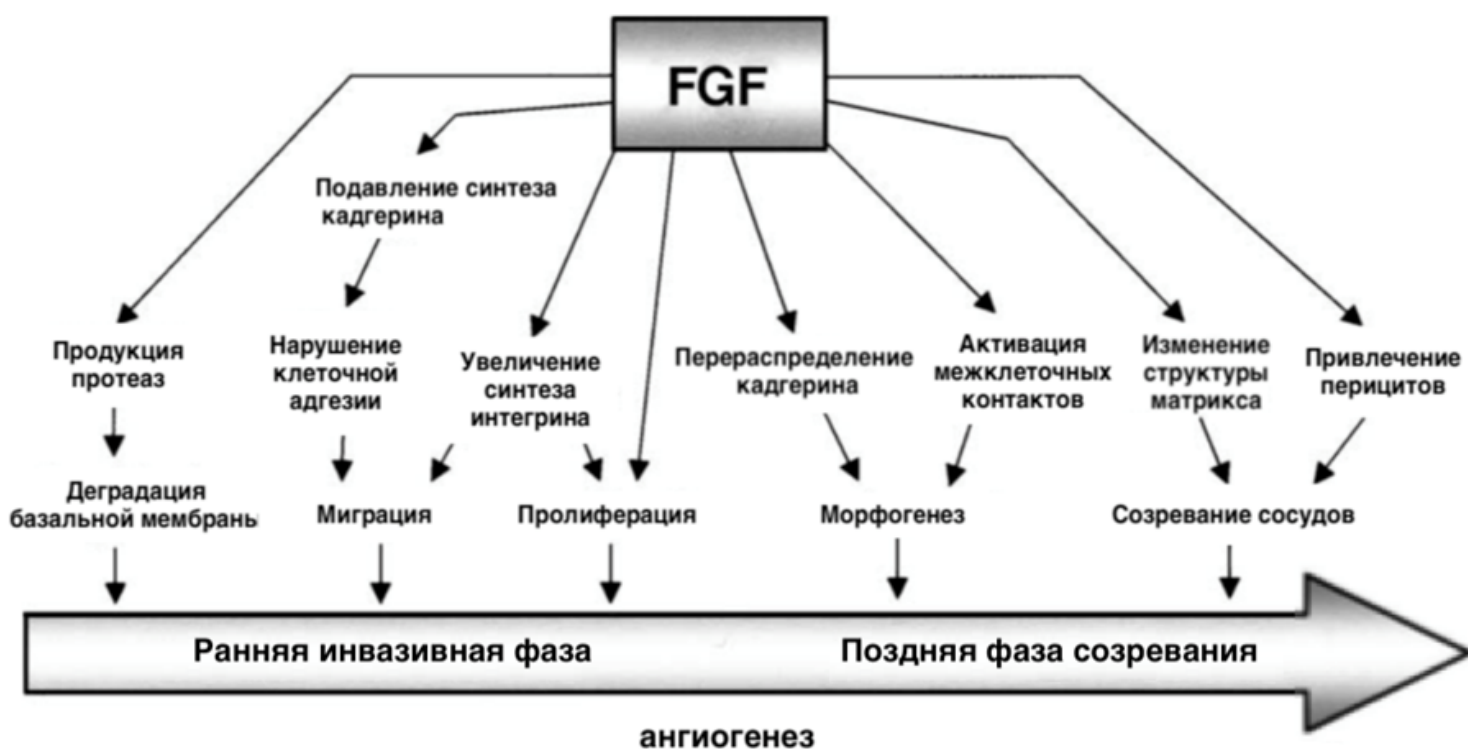 FGF
Подавление синтеза
кадгерина
Продукция
протеаз
Нарушение
клеточной
адгезии
Увеличение
синтеза
интегрина
Перераспределение
кадгерина
Активация
межклеточных
контактов
Изменение
структуры
матрикса
Привлечение
перицитов
Деградация
базальной мембраны
Миграция
Пролиферация
Морфогенез
Созревание сосудов
Ранняя инвазивная фаза
Поздняя фаза созревания
ангиогенез